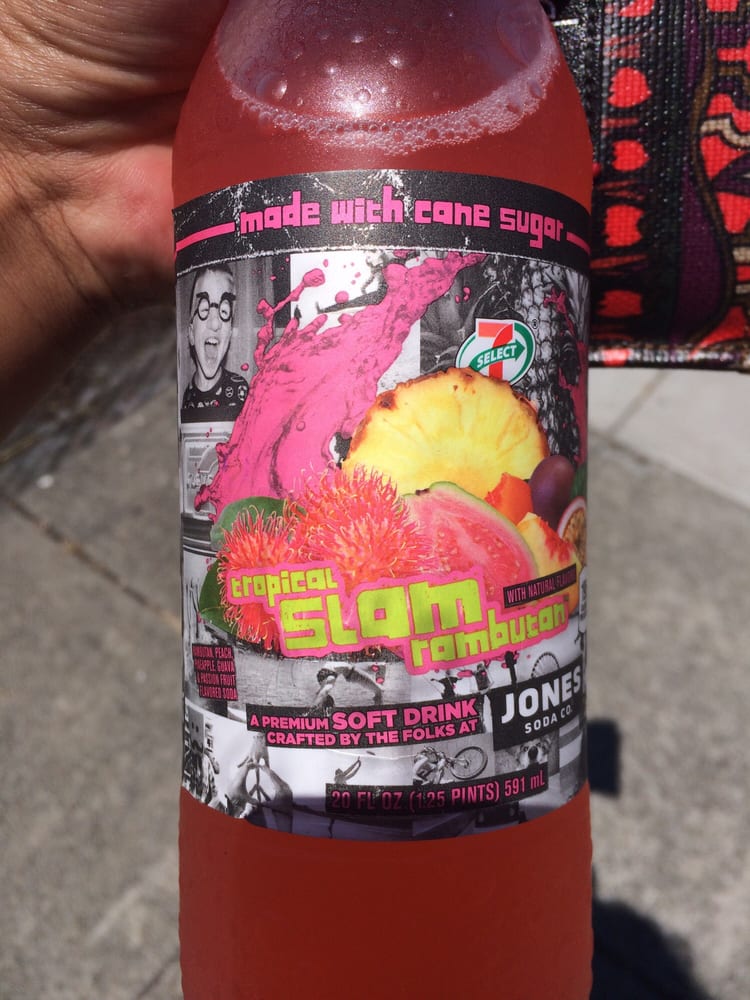 made with cane sugar
7
SELECT
®
tropical
slam
WITH NATURAL FLAVORS
rambutan
RAMBUTAN, PEACH,
PINEAPPLE, GUAVA
& PASSION FRUIT
FLAVORED SODA
JONES
SODA CO.
A PREMIUM SOFT DRINK
CRAFTED BY THE FOLKS AT
20 FL OZ (1.25 PINTS) 591 mL